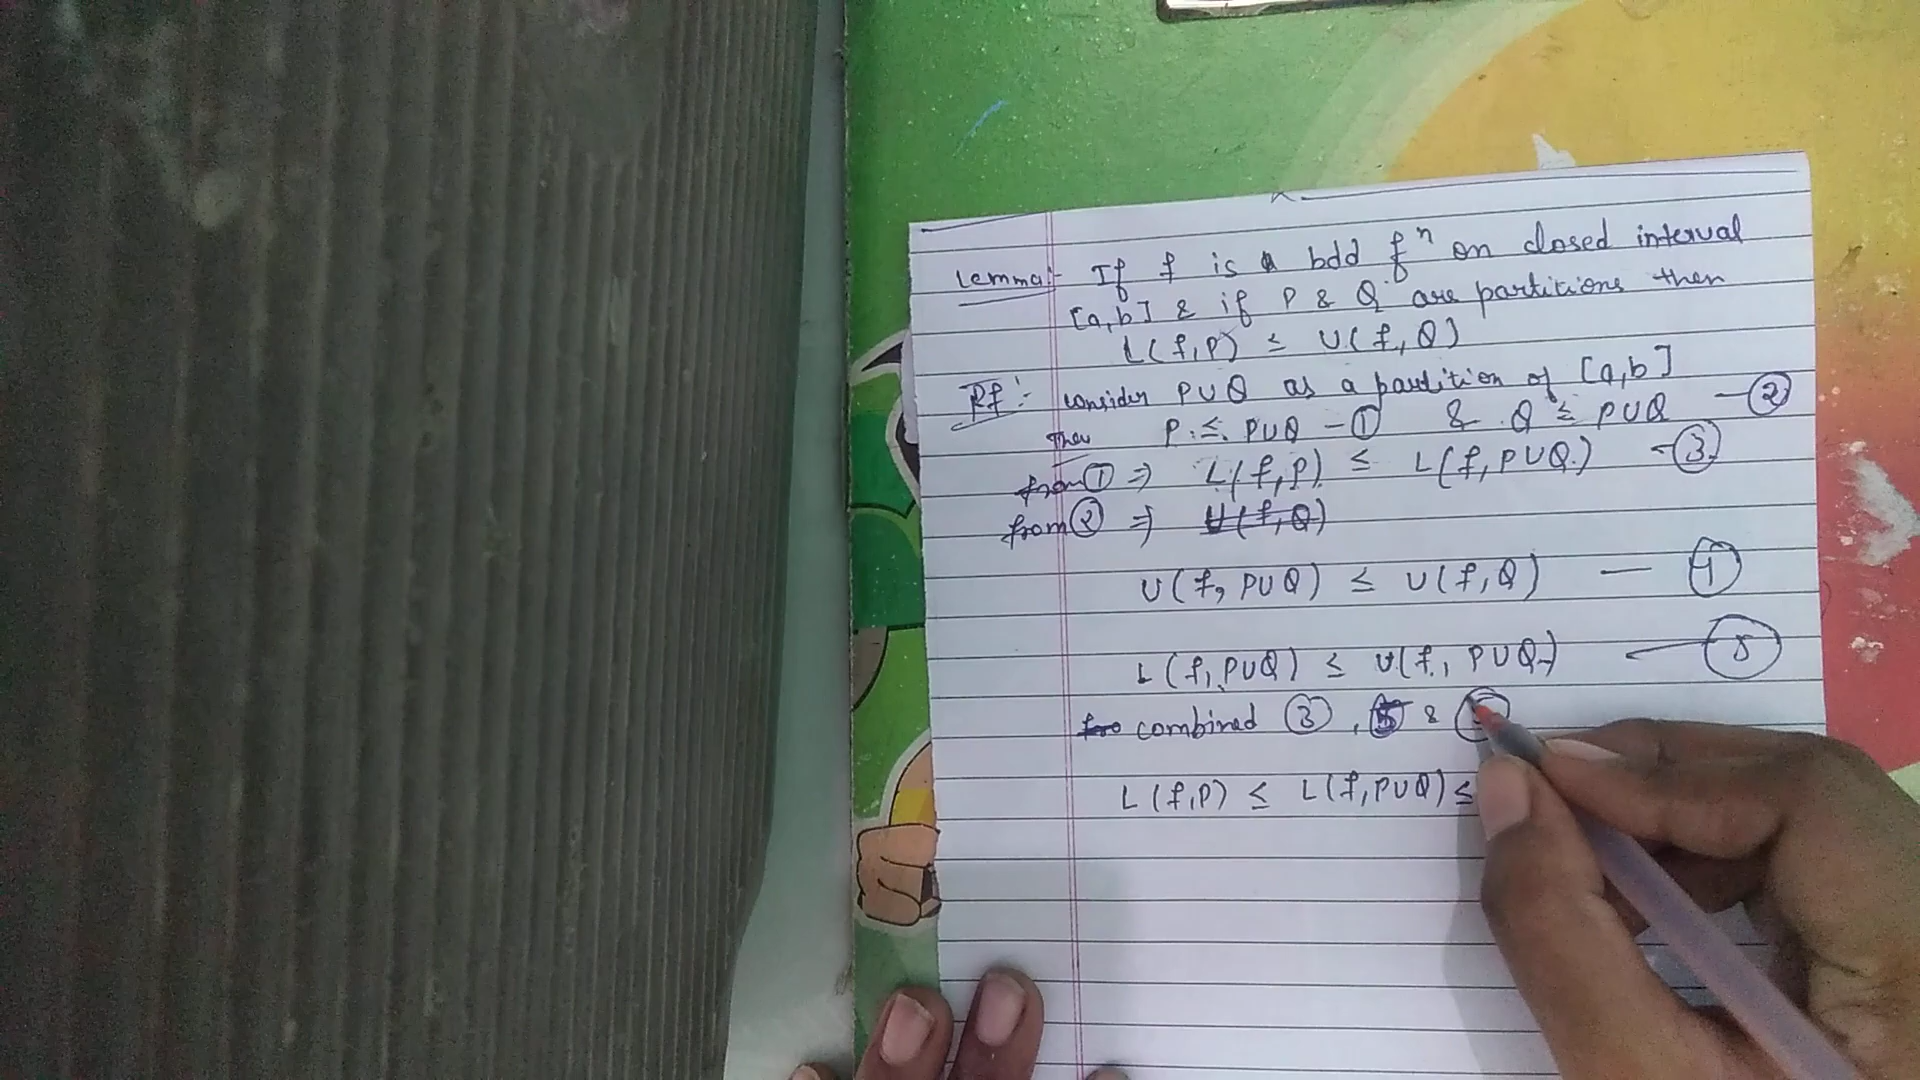 Lemma:- If f is a bdd fⁿ on closed interval
[a,b] & if P & Q are partitions then
L(f,P) ≤ U(f,Q)
Pf:- consider P∪Q as a partition of [a,b]
Then P ≤ P∪Q - ① & Q ≤ P∪Q - ②
from ① ⇒ L(f,P) ≤ L(f,P∪Q) - ③
from ② ⇒ U(f,Q)
U(f,P∪Q) ≤ U(f,Q) — ④
L(f,P∪Q) ≤ U(f,P∪Q) — ⑤
combined ③, &
L(f,P) ≤ L(f,P∪Q) ≤